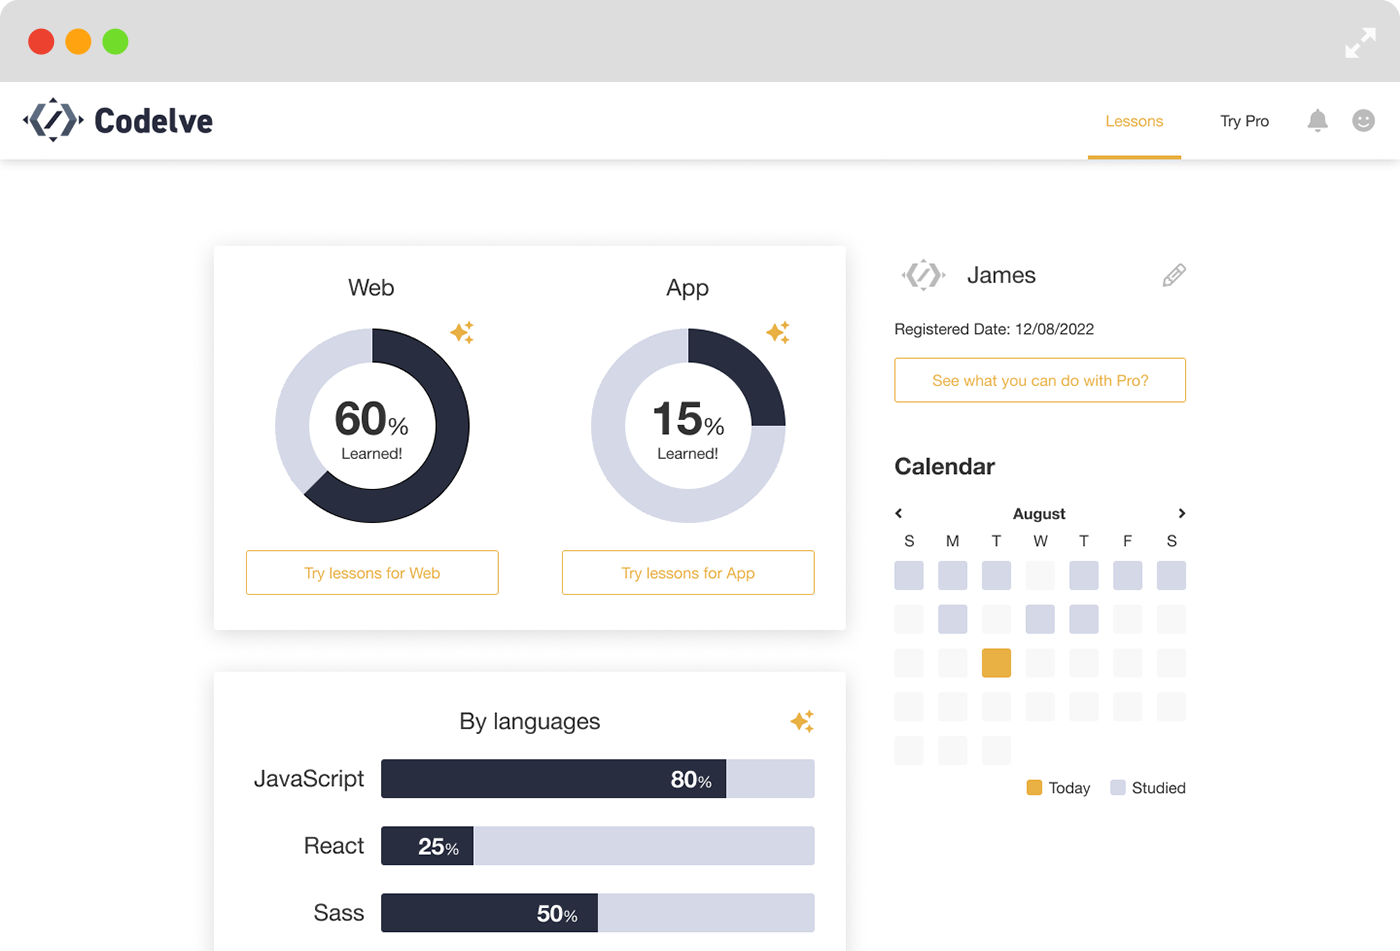 Codelve
Lessons
Try Pro
Web
60%
Learned!
Try lessons for Web
App
15%
Learned!
Try lessons for App
By languages
JavaScript 80%
React 25%
Sass 50%
James
Registered Date: 12/08/2022
See what you can do with Pro?
Calendar
August
S M T W T F S
Today Studied